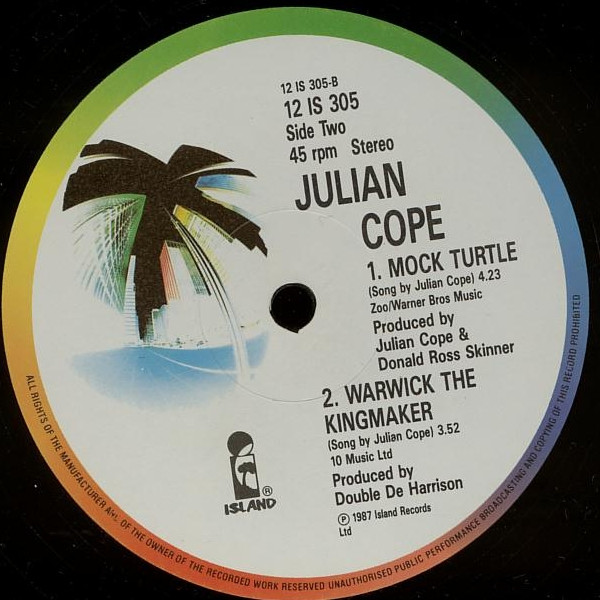 12 IS 305-B
12 IS 305
Side Two
45 rpm Stereo
JULIAN
COPE
1. MOCK TURTLE
(Song by Julian Cope) 4.23
Zoo/Warner Bros Music
Produced by
Julian Cope &
Donald Ross Skinner
2. WARWICK THE
KINGMAKER
(Song by Julian Cope) 3.52
10 Music Ltd
Produced by
Double De Harrison
℗ 1987 Island Records
Ltd
ISLAND®
ALL RIGHTS OF THE MANUFACTURER AND OF THE OWNER OF THE RECORDED WORK RESERVED UNAUTHORISED PUBLIC PERFORMANCE BROADCASTING AND COPYING OF THIS RECORD PROHIBITED